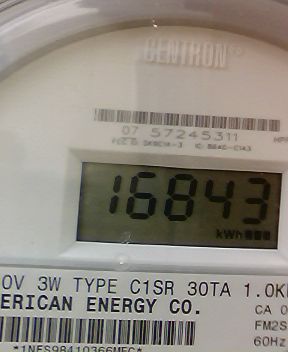 CENTRON®
07 57245311
16843
kWh
0V 3W TYPE C1SR 30TA 1.0K
ERICAN ENERGY CO.
CA 0
FM2S
60Hz